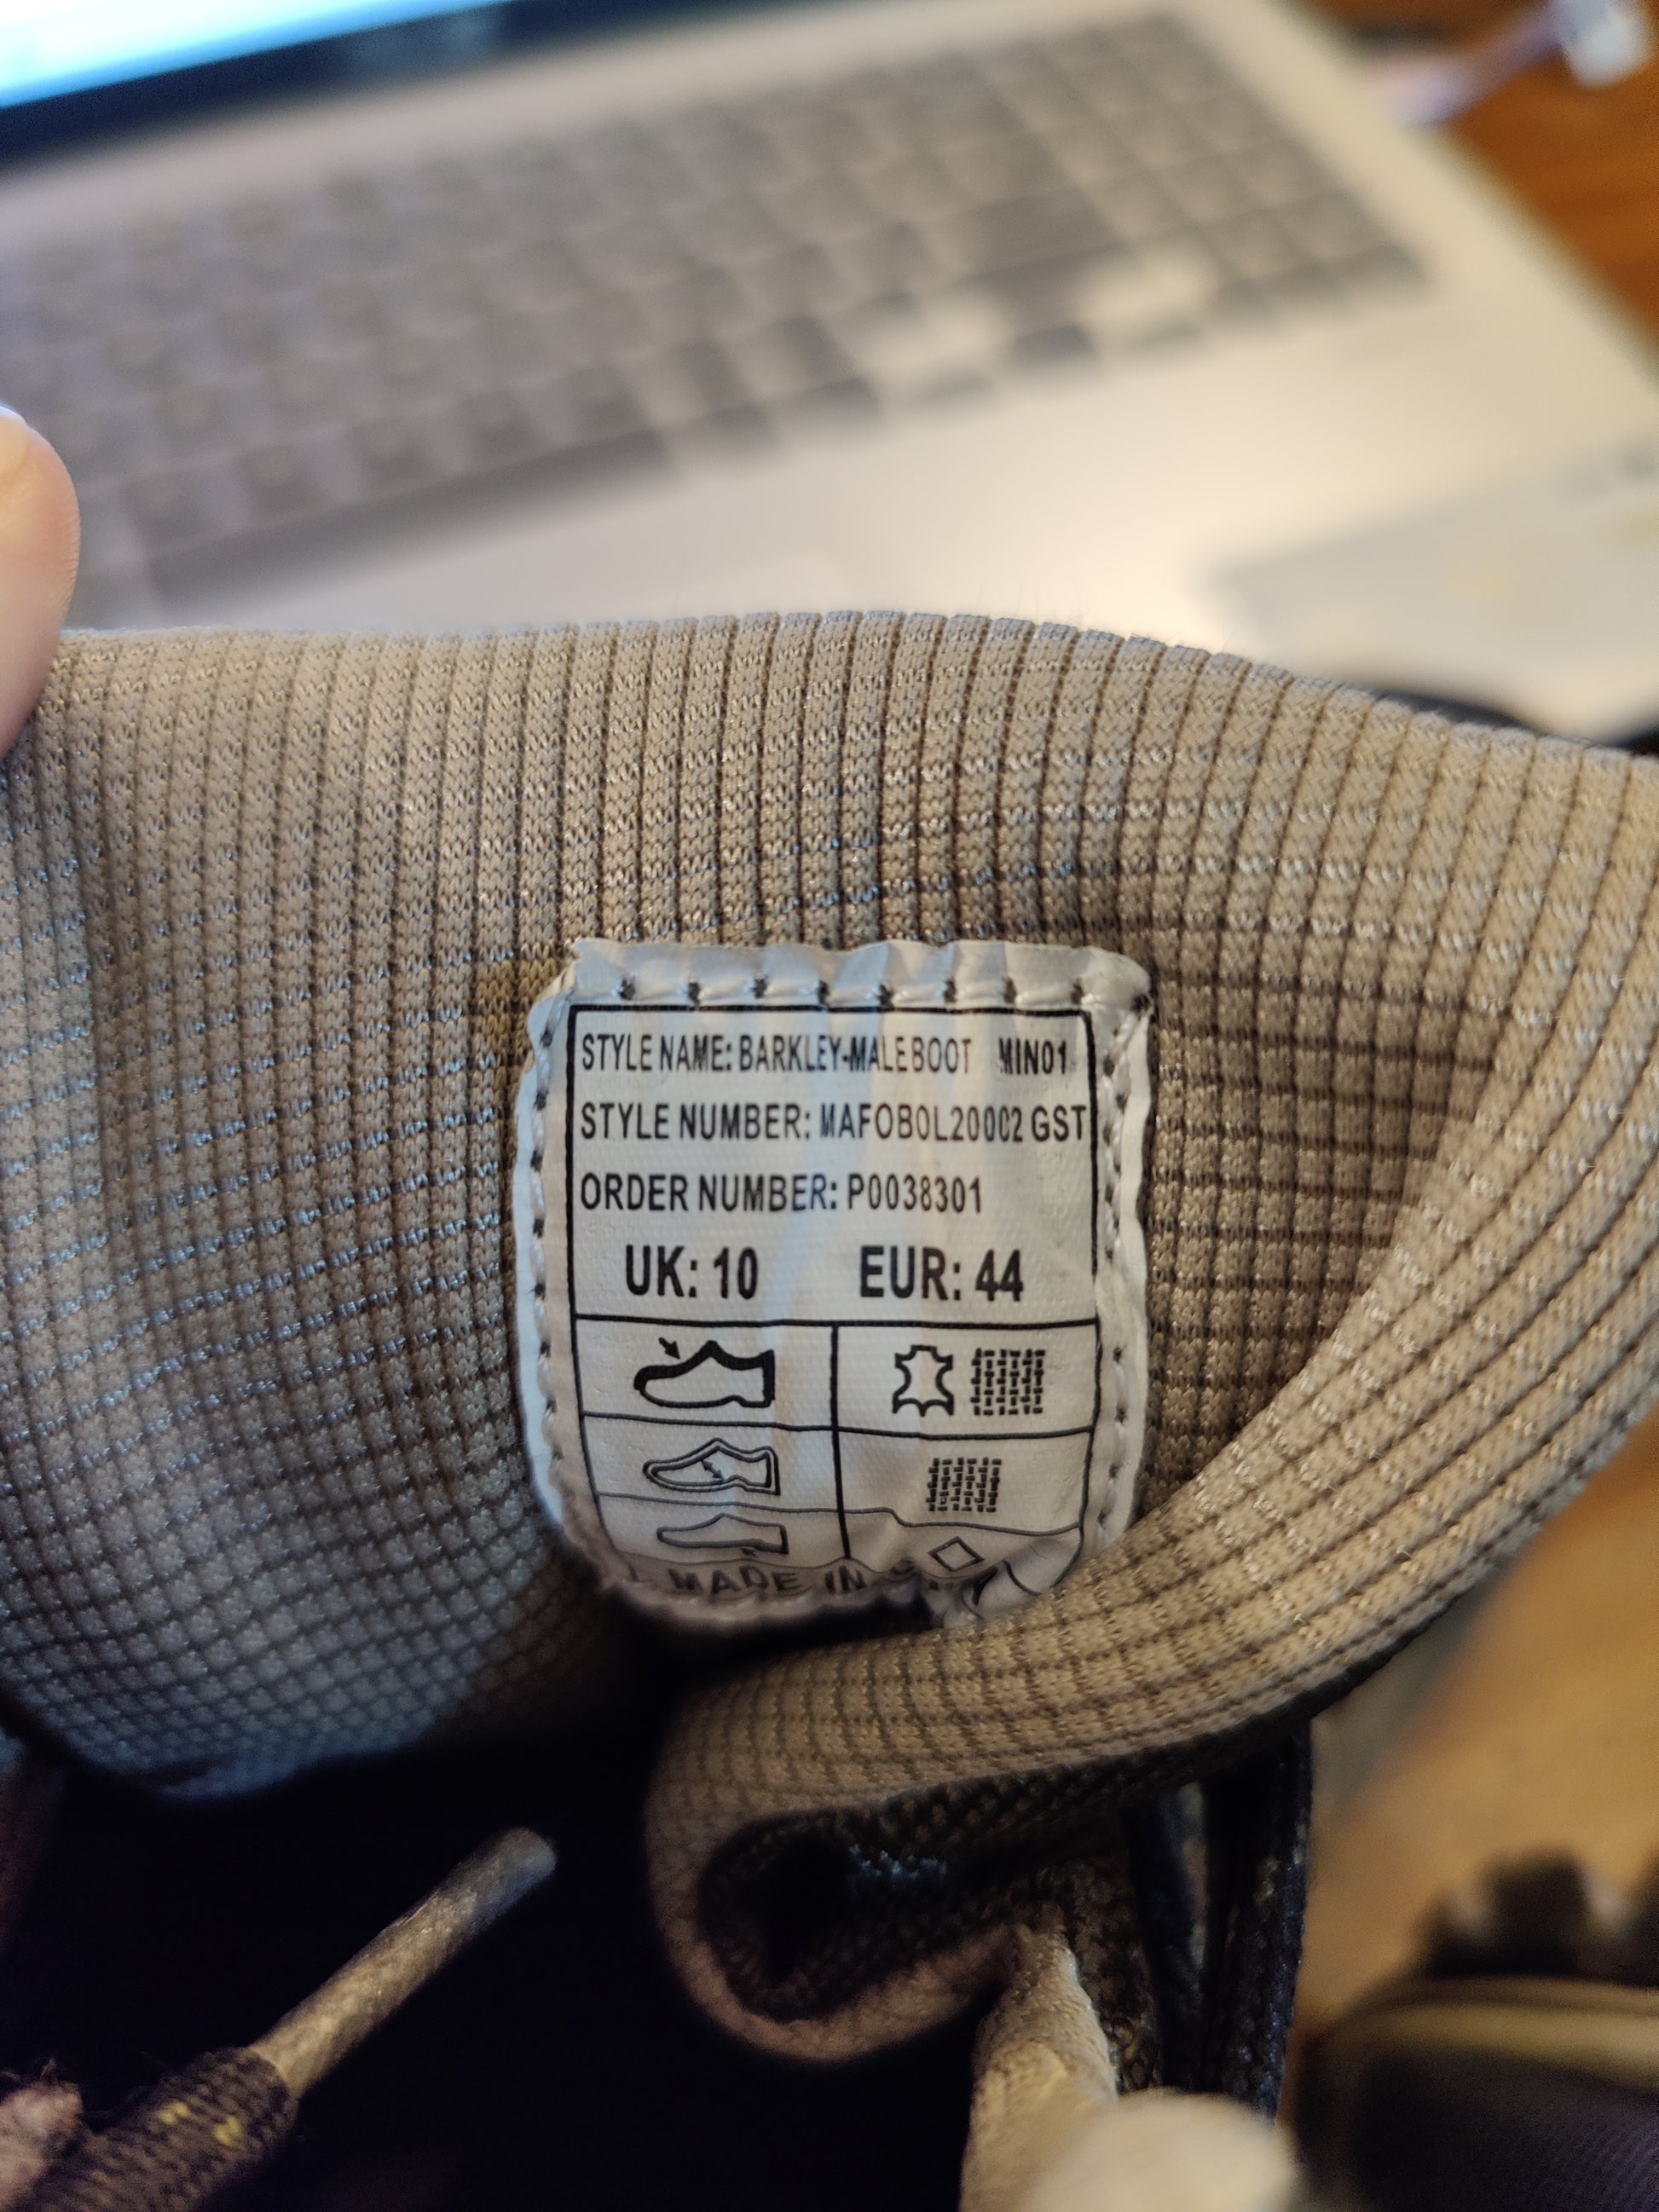 STYLE NAME: BARKLEY-MALE BOOT MIN01
STYLE NUMBER: MAFOBOL20002 GST
ORDER NUMBER: P0038301
UK: 10 EUR: 44
MADE IN